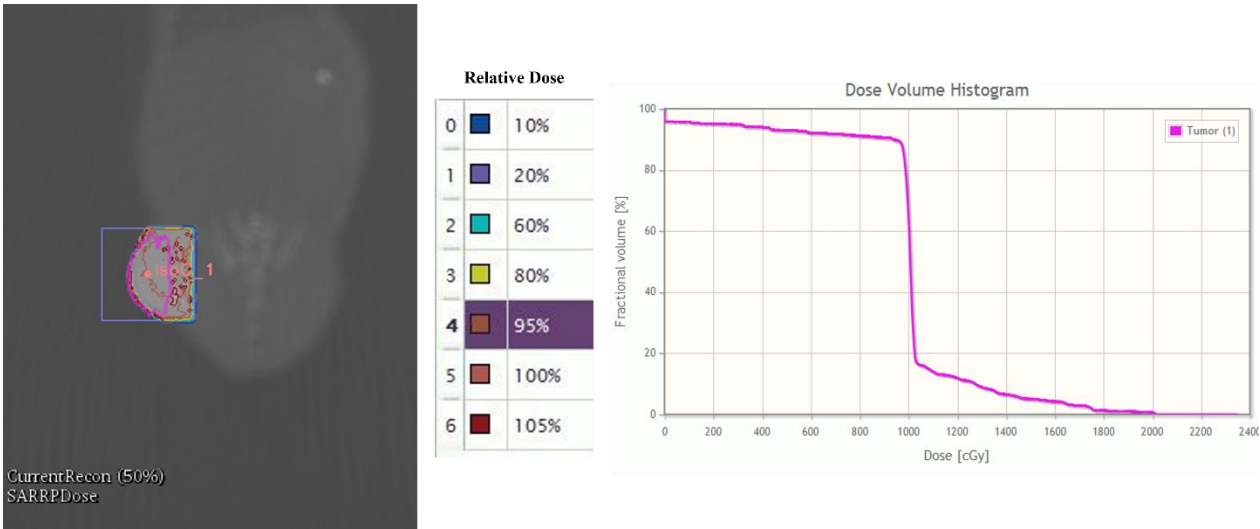 Relative Dose
0 10%
1 20%
2 60%
3 80%
4 95%
5 100%
6 105%
1
CurrentRecon (50%)
SARRPDose
Dose Volume Histogram
Tumor (1)
Fractional volume [%]
100
80
60
40
20
0
0 200 400 600 800 1000 1200 1400 1600 1800 2000 2200 2400
Dose [cGy]